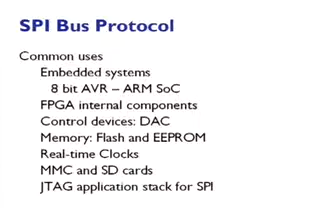 SPI Bus Protocol
Common uses
Embedded systems
8 bit AVR – ARM SoC
FPGA internal components
Control devices: DAC
Memory: Flash and EEPROM
Real-time Clocks
MMC and SD cards
JTAG application stack for SPI